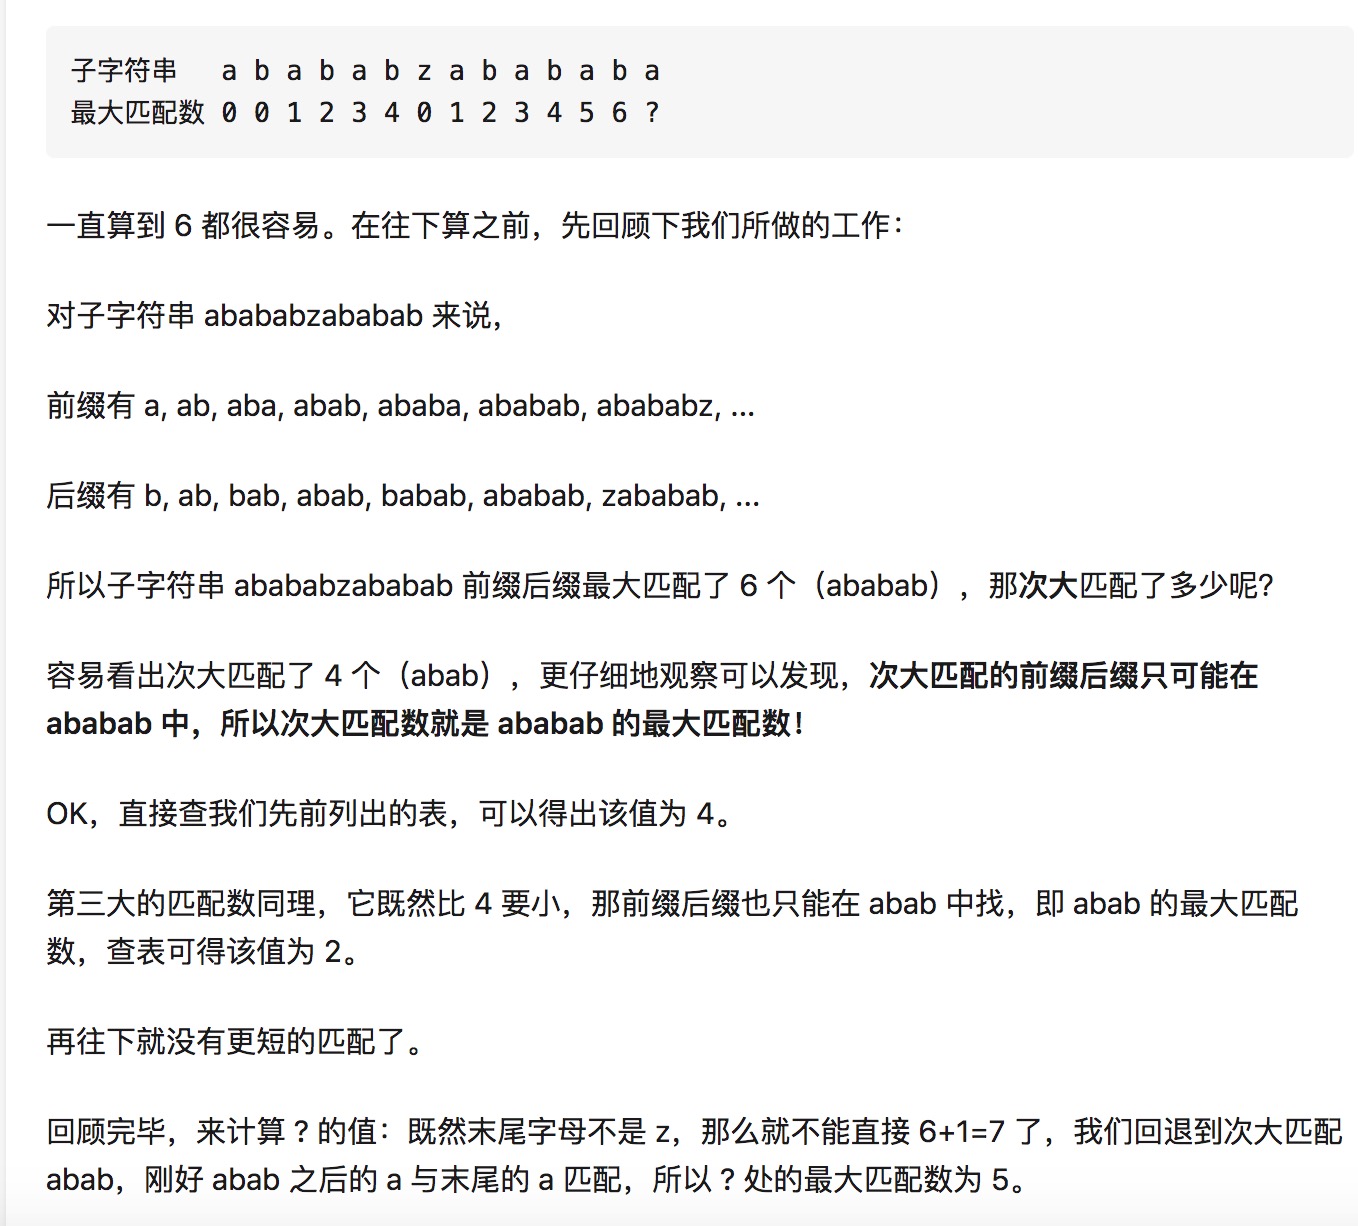 子字符串 a b a b a b z a b a b a b a
最大匹配数 0 0 1 2 3 4 0 1 2 3 4 5 6 ?
一直算到 6 都很容易。在往下算之前，先回顾下我们所做的工作：
对子字符串 abababzababab 来说，
前缀有 a, ab, aba, abab, ababa, ababab, abababz, ...
后缀有 b, ab, bab, abab, babab, ababab, zababab, ...
所以子字符串 abababzababab 前缀后缀最大匹配了 6 个（ababab），那次大匹配了多少呢?
容易看出次大匹配了 4 个（abab），更仔细地观察可以发现，次大匹配的前缀后缀只可能在
ababab 中，所以次大匹配数就是 ababab 的最大匹配数！
OK，直接查我们先前列出的表，可以得出该值为 4。
第三大的匹配数同理，它既然比 4 要小，那前缀后缀也只能在 abab 中找，即 abab 的最大匹配
数，查表可得该值为 2。
再往下就没有更短的匹配了。
回顾完毕，来计算 ? 的值：既然末尾字母不是 z，那么就不能直接 6+1=7 了，我们回退到次大匹配
abab，刚好 abab 之后的 a 与末尾的 a 匹配，所以 ? 处的最大匹配数为 5。